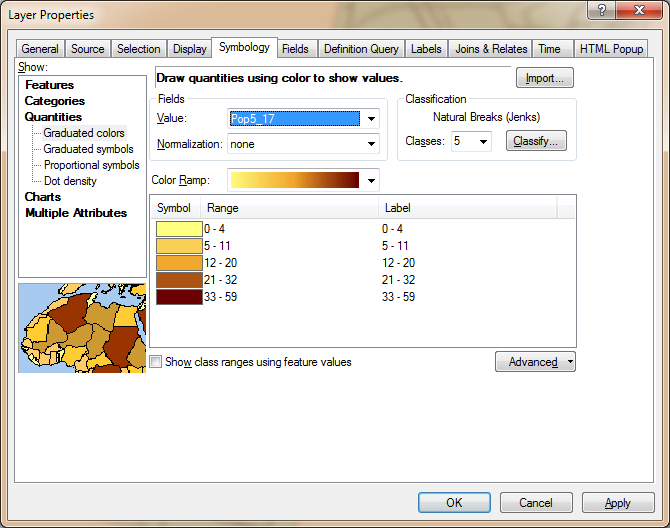 Layer Properties
General Source Selection Display Symbology Fields Definition Query Labels Joins & Relates Time HTML Popup
Show:
Features
Categories
Quantities
Graduated colors
Graduated symbols
Proportional symbols
Dot density
Charts
Multiple Attributes
Draw quantities using color to show values.
Import...
Fields
Value: Pop5_17
Normalization: none
Classification
Natural Breaks (Jenks)
Classes: 5 Classify...
Color Ramp:
Symbol Range Label
0 - 4 0 - 4
5 - 11 5 - 11
12 - 20 12 - 20
21 - 32 21 - 32
33 - 59 33 - 59
Show class ranges using feature values
Advanced
OK Cancel Apply